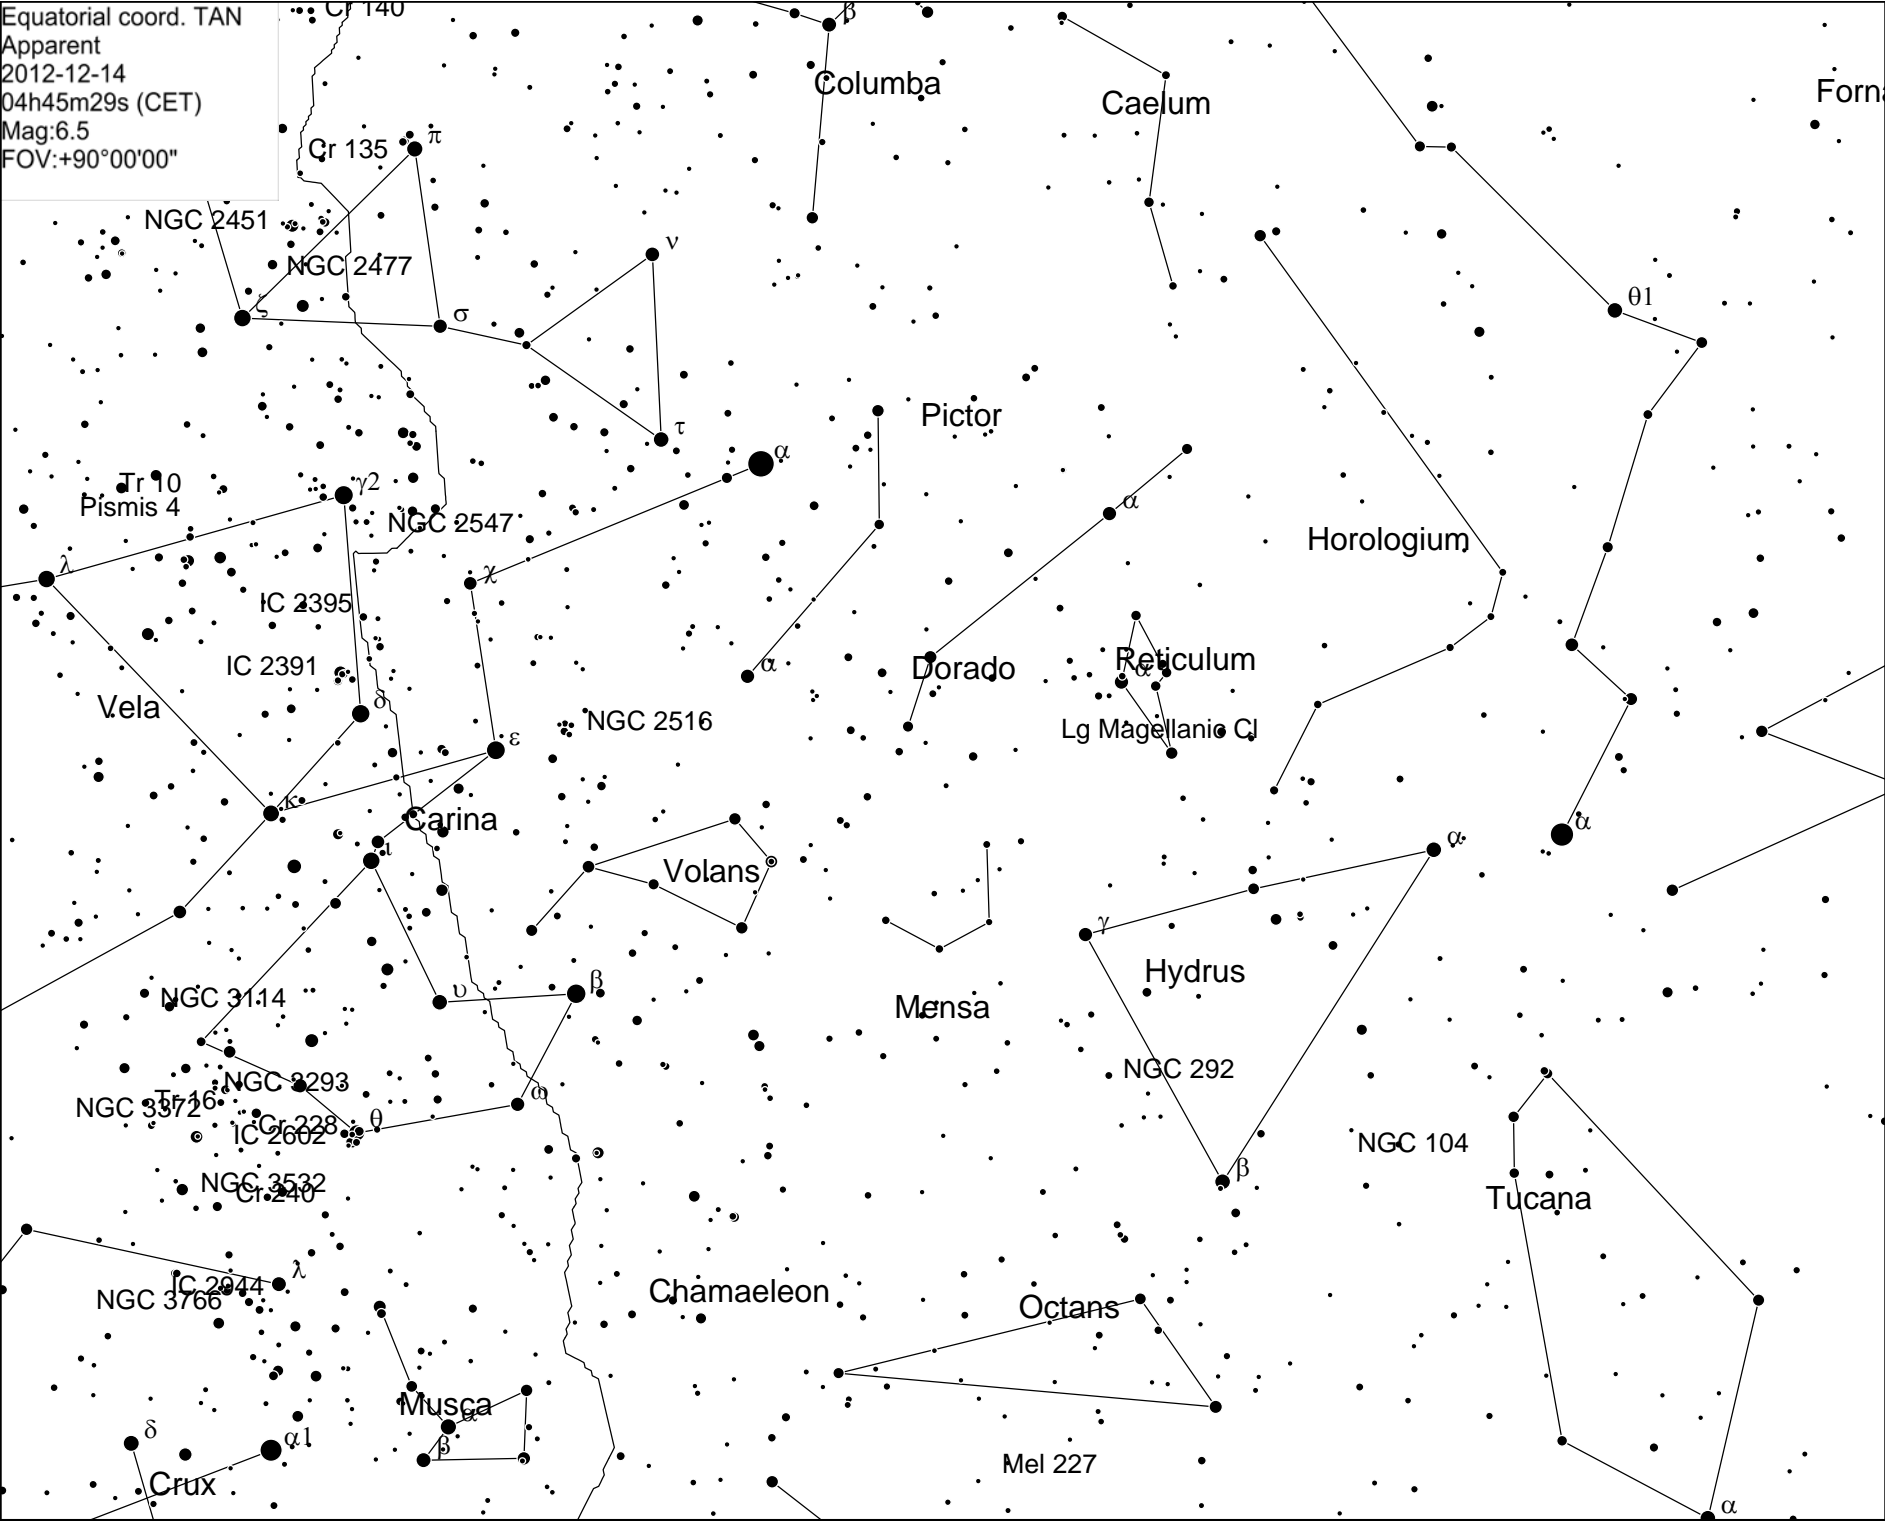 Equatorial coord. TAN
Apparent
2012-12-14
04h45m29s (CET)
Mag:6.5
FOV:+90°00'00"
Cr 140
β
Columba
Caelum
Forna
Cr 135
π
NGC 2451
NGC 2477
ν
ζ
σ
θ1
τ
Pictor
α
Tr 10
Pismis 4
γ2
NGC 2547
α
Horologium
λ
χ
IC 2395
IC 2391
α
Dorado
Reticulum
α
Vela
δ
NGC 2516
Lg Magellanic Cl
ε
κ
Carina
α
α
ι
Volans
γ
Hydrus
NGC 3114
υ
β
Mensa
NGC 292
NGC 3293
ω
NGC 3372
Tr 16
Cr 228
θ
IC 2602
NGC 104
β
NGC 3532
Cr 240
Tucana
λ
IC 2944
NGC 3766
Chamaeleon
Octans
Musca
α
δ
α1
β
Mel 227
Crux
α